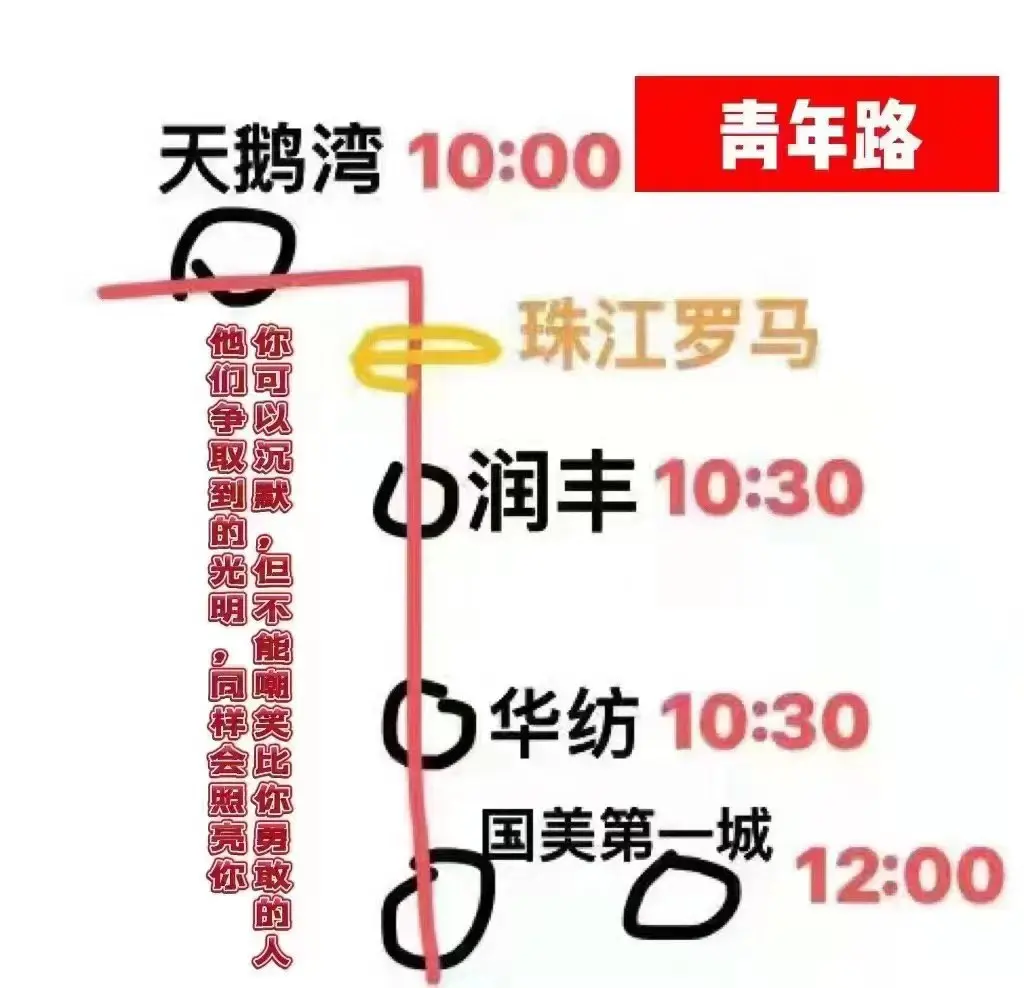 青年路
天鹅湾 10:00
珠江罗马
润丰 10:30
华纺 10:30
国美第一城
12:00
你可以沉默，但不能嘲笑比你勇敢的人
他们争取到的光明，同样会照亮你